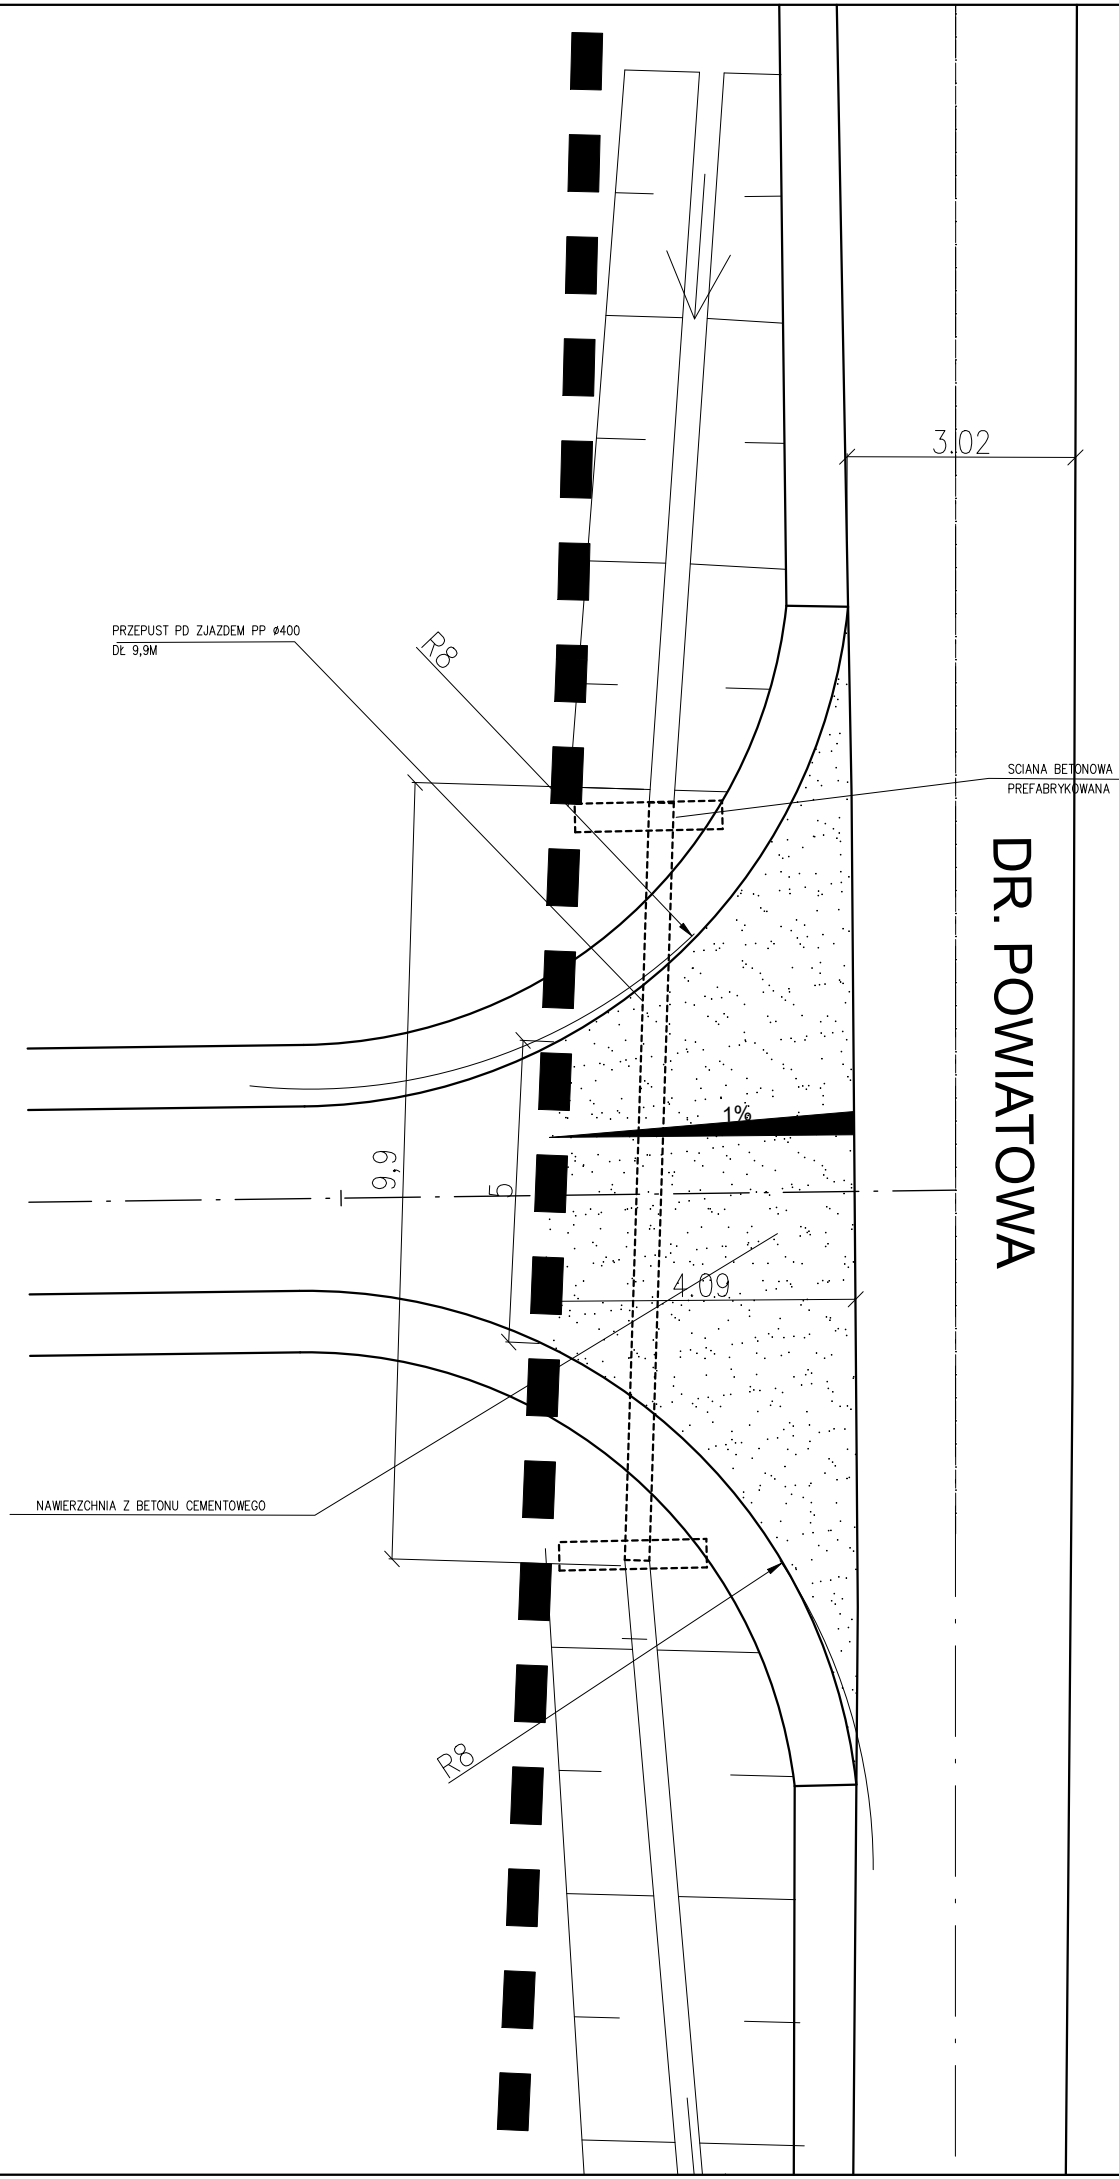 3.02
PRZEPUST PD ZJAZDEM PP ø400
DŁ 9,9M
R8
SCIANA BETONOWA
PREFABRYKOWANA
DR. POWIATOWA
1%
9,9
5
4.09
NAWIERZCHNIA Z BETONU CEMENTOWEGO
R8